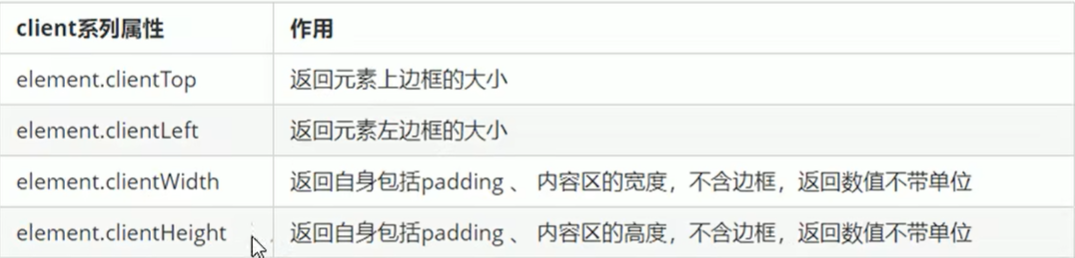 client系列属性 作用
element.clientTop 返回元素上边框的大小
element.clientLeft 返回元素左边框的大小
element.clientWidth 返回自身包括padding 、 内容区的宽度，不含边框，返回数值不带单位
element.clientHeight 返回自身包括padding 、 内容区的高度，不含边框，返回数值不带单位